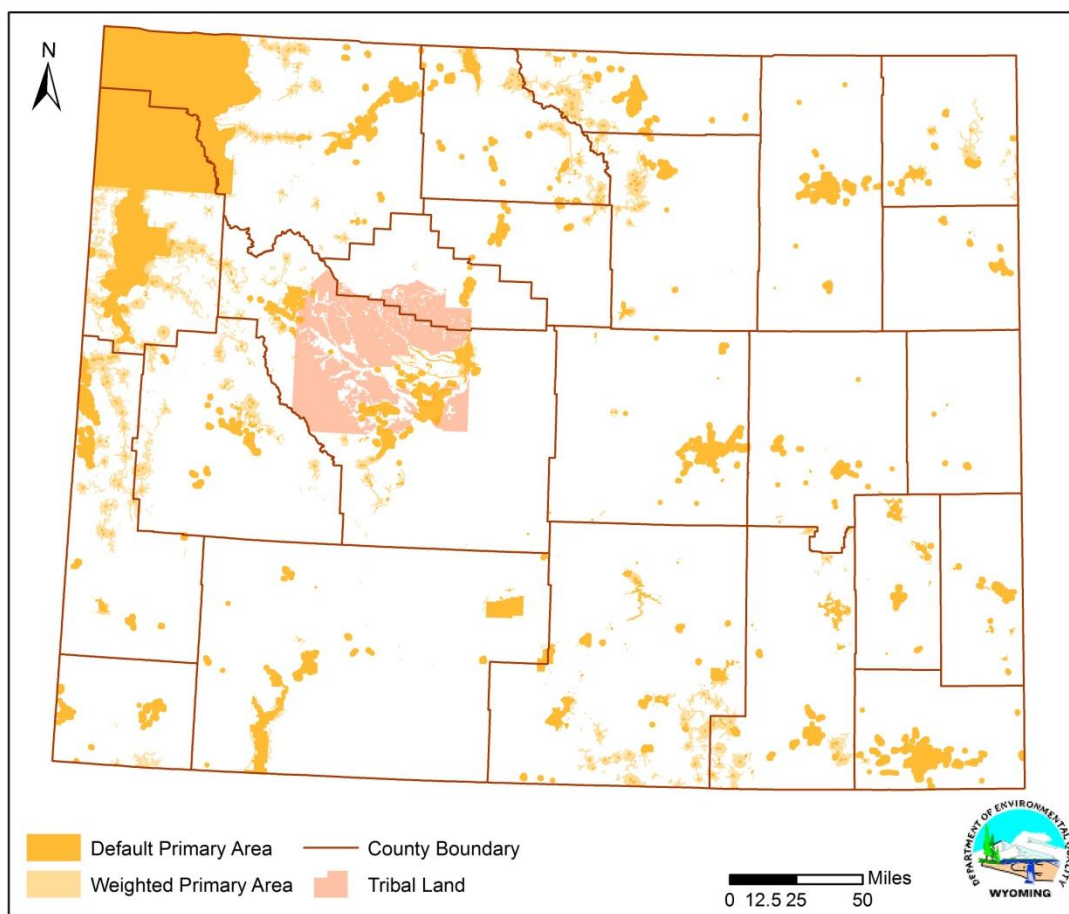 N
Default Primary Area
Weighted Primary Area
County Boundary
Tribal Land
Miles
0 12.5 25 50
DEPARTMENT OF ENVIRONMENTAL QUALITY
WYOMING